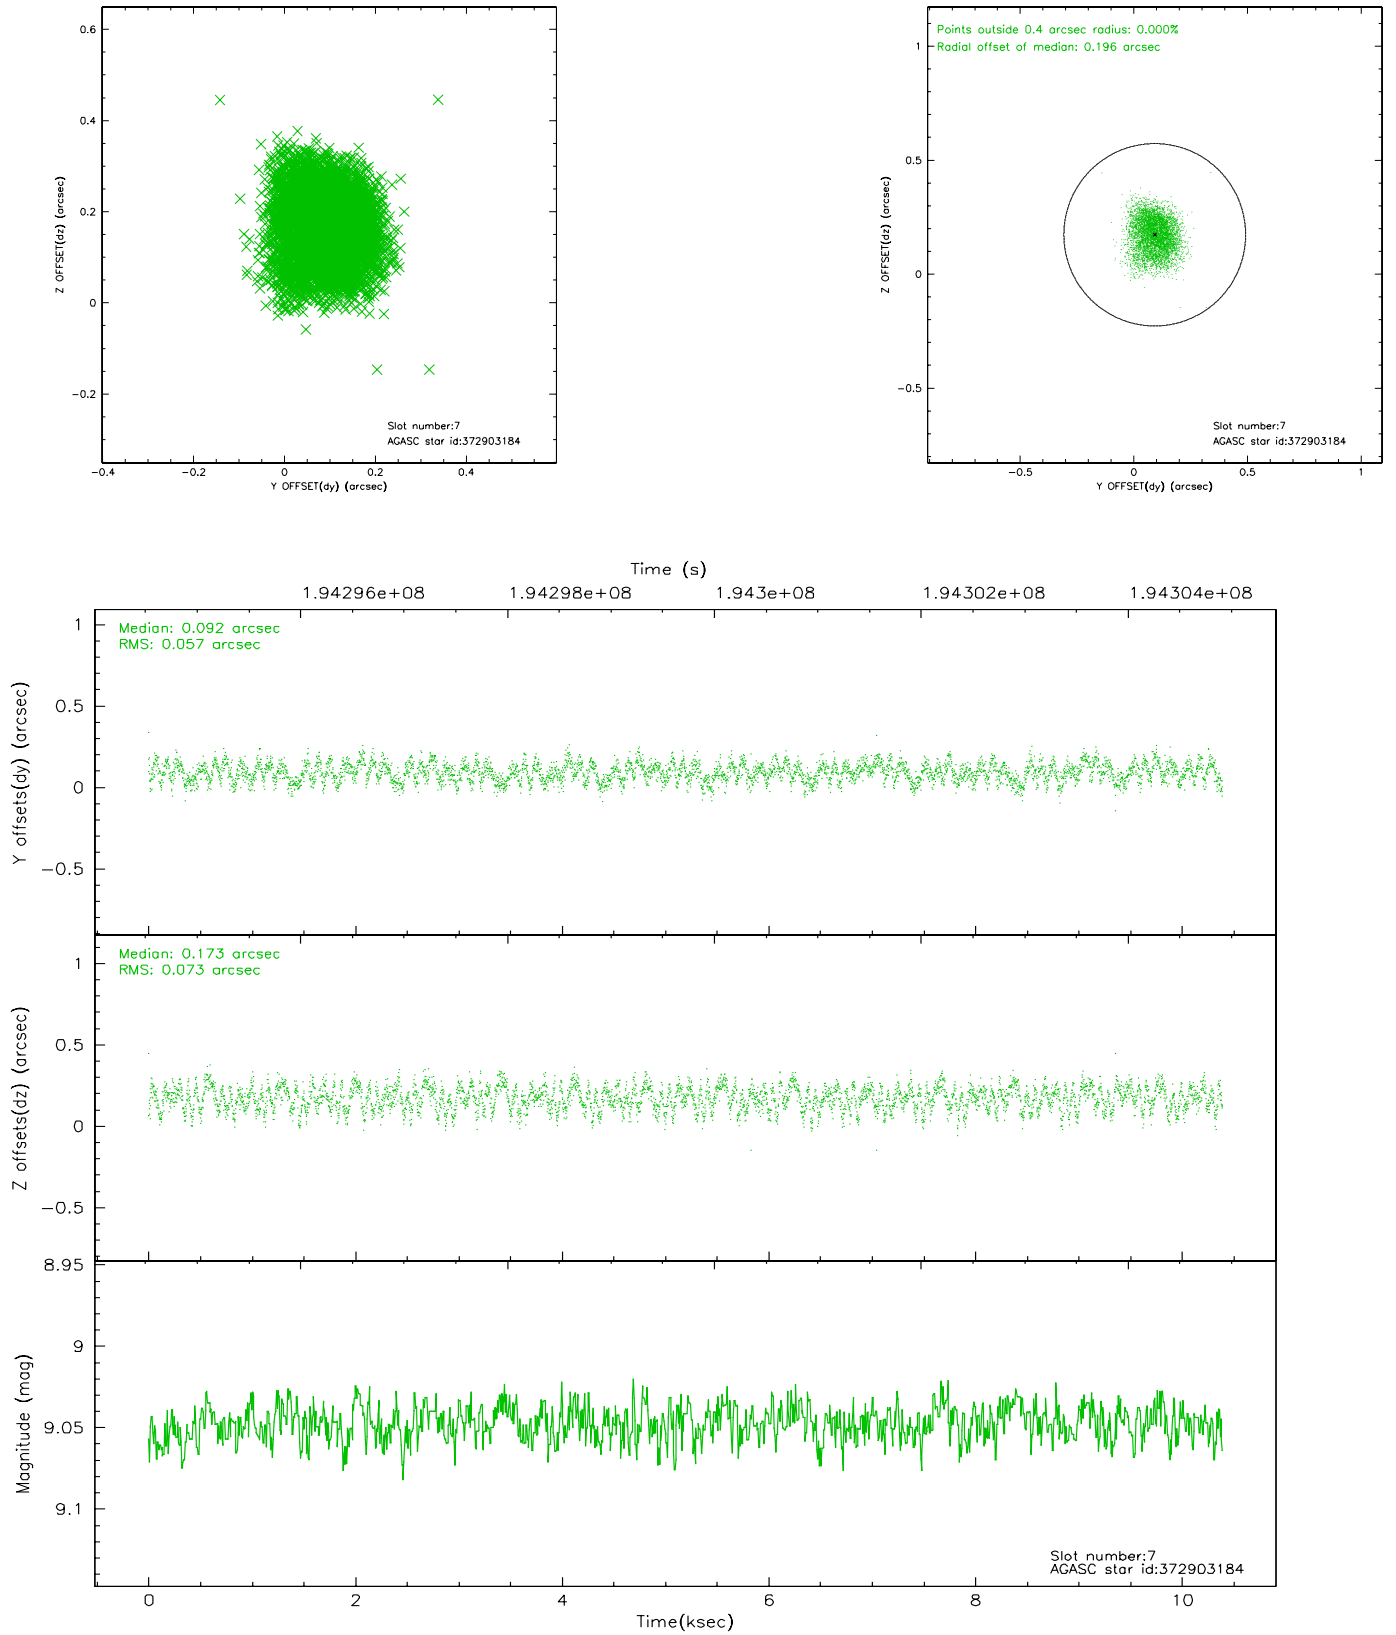 0.6
0.4
0.2
0
−0.2
−0.4
−0.2
0
0.2
0.4
Z OFFSET(dz) (arcsec)
Y OFFSET(dy) (arcsec)
Slot number:7
AGASC star id:372903184
Points outside 0.4 arcsec radius: 0.000%
Radial offset of median: 0.196 arcsec
1
0.5
0
−0.5
−0.5
0
0.5
1
Z OFFSET(dz) (arcsec)
Y OFFSET(dy) (arcsec)
Slot number:7
AGASC star id:372903184
Time (s)
1.94296e+08
1.94298e+08
1.943e+08
1.94302e+08
1.94304e+08
Median: 0.092 arcsec
RMS: 0.057 arcsec
1
0.5
0
−0.5
Y offsets(dy) (arcsec)
Median: 0.173 arcsec
RMS: 0.073 arcsec
1
0.5
0
−0.5
Z offsets(dz) (arcsec)
8.95
9
9.05
9.1
Magnitude (mag)
Slot number:7
AGASC star id:372903184
0
2
4
6
8
10
Time(ksec)